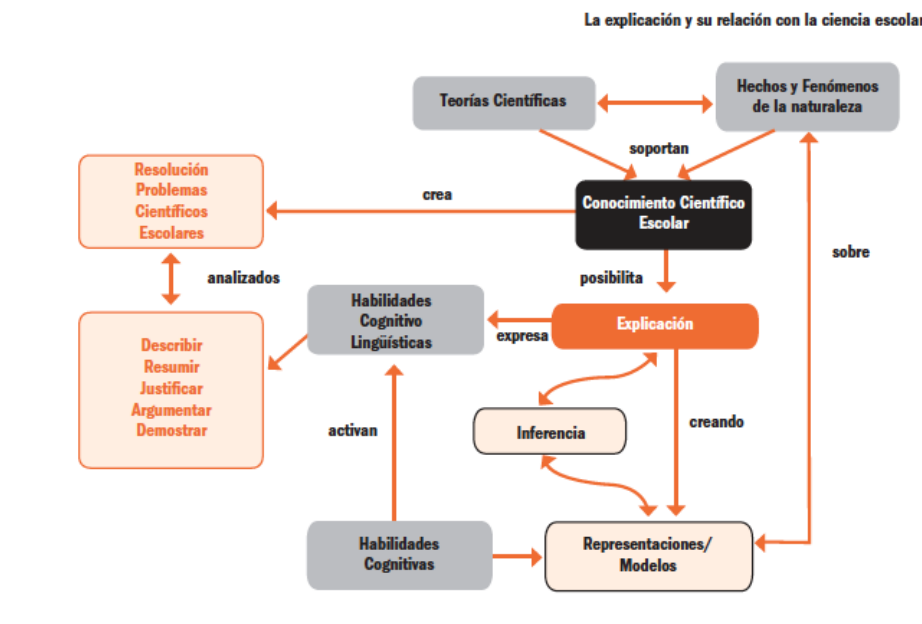 La explicación y su relación con la ciencia escolar
Teorías Científicas
Hechos y Fenómenos
de la naturaleza
soportan
Resolución
Problemas
Científicos
Escolares
crea
Conocimiento Científico
Escolar
sobre
analizados
posibilita
Habilidades
Cognitivo
Lingüísticas
expresa
Explicación
Describir
Resumir
Justificar
Argumentar
Demostrar
activan
Inferencia
creando
Habilidades
Cognitivas
Representaciones/
Modelos